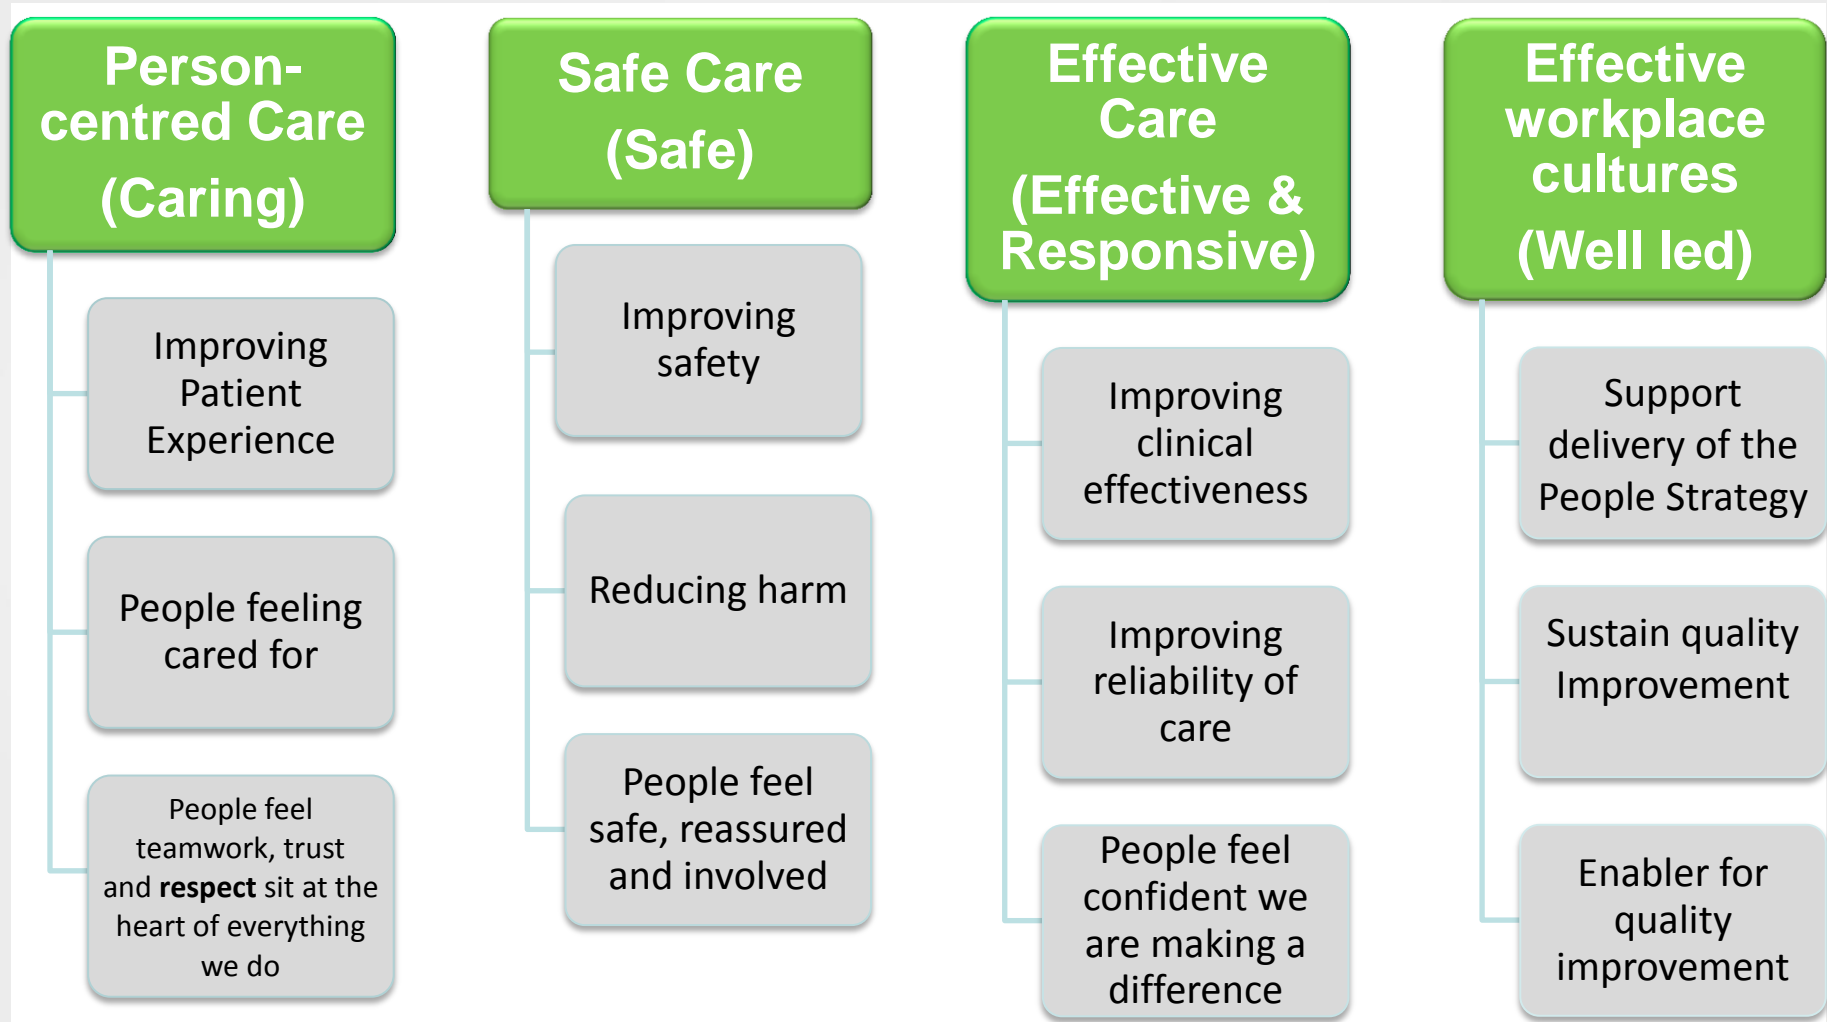 Person-
centred Care
(Caring)
Improving
Patient
Experience
People feeling
cared for
People feel
teamwork, trust
and respect sit at the
heart of everything
we do
Safe Care
(Safe)
Improving
safety
Reducing harm
People feel
safe, reassured
and involved
Effective
Care
(Effective &
Responsive)
Improving
clinical
effectiveness
Improving
reliability of
care
People feel
confident we
are making a
difference
Effective
workplace
cultures
(Well led)
Support
delivery of the
People Strategy
Sustain quality
Improvement
Enabler for
quality
improvement